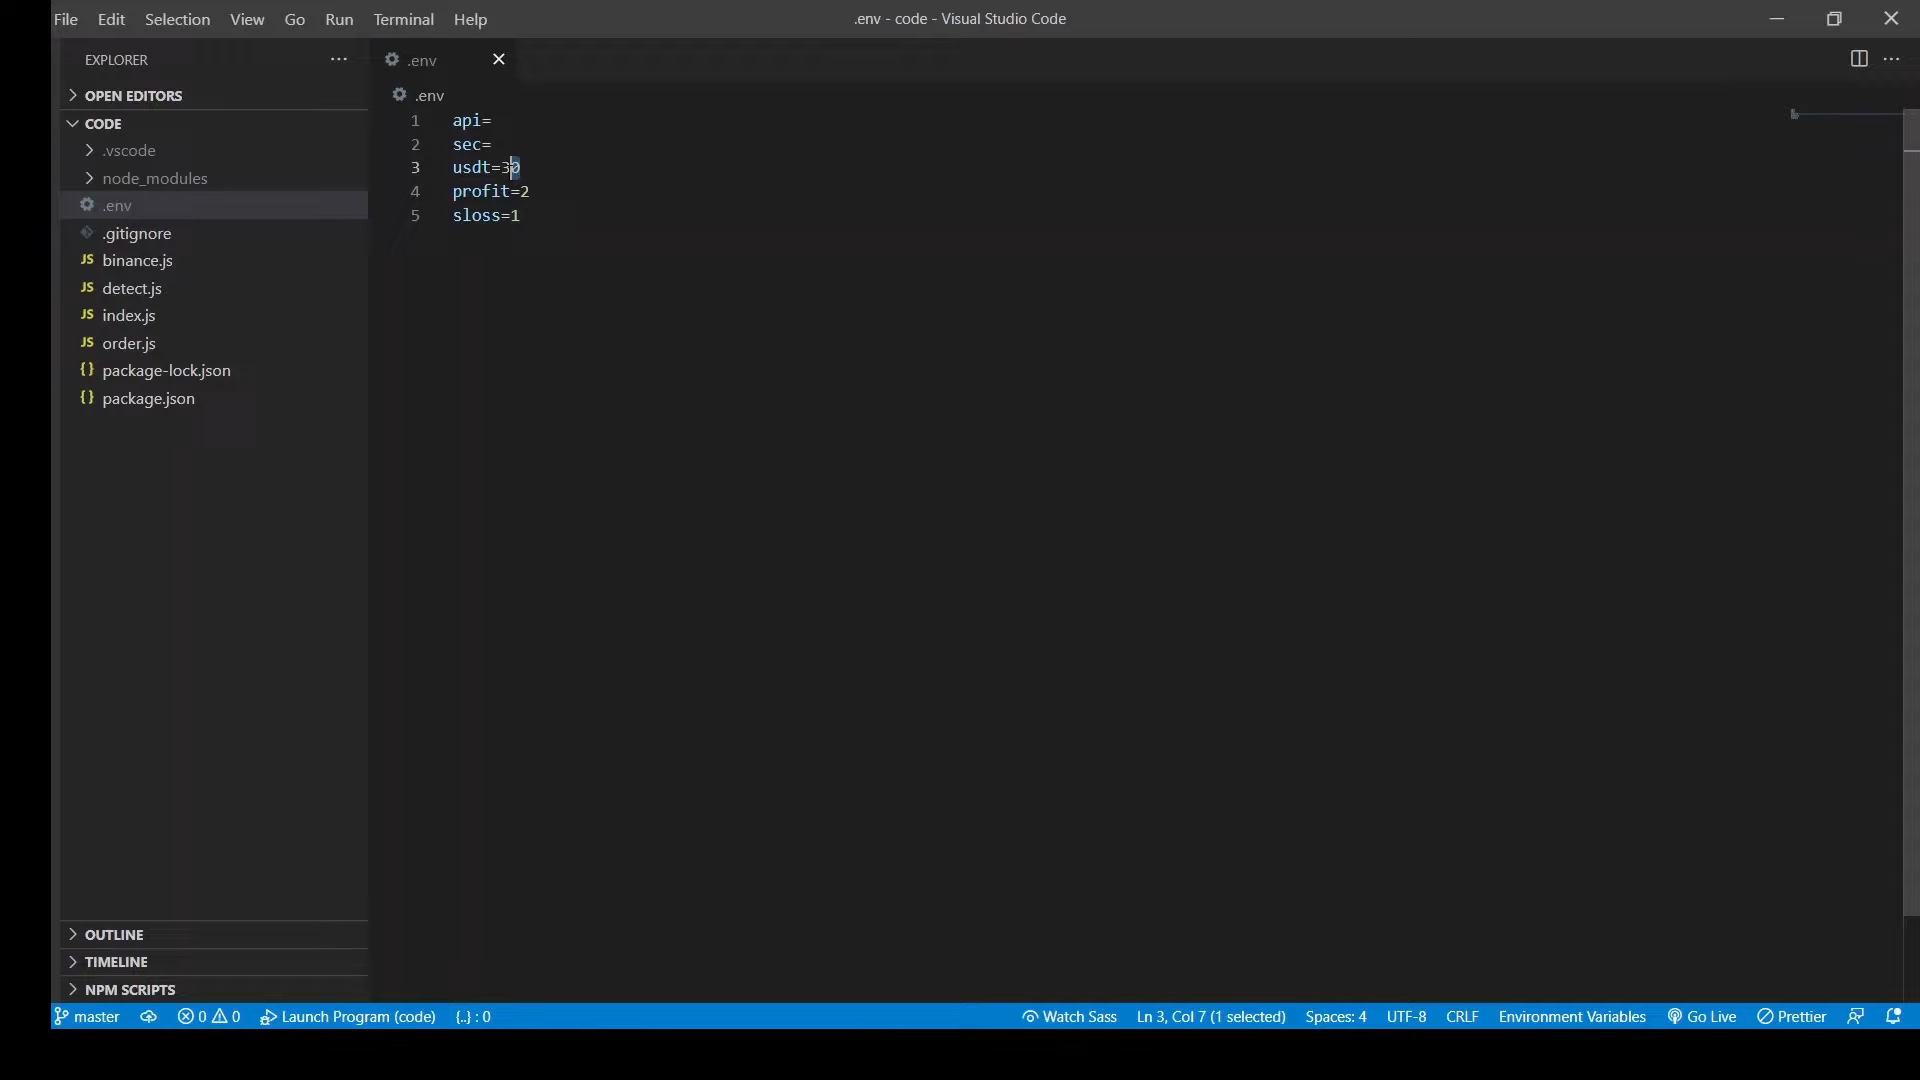 File Edit Selection View Go Run Terminal Help
.env - code - Visual Studio Code
EXPLORER
OPEN EDITORS
CODE
.vscode
node_modules
.env
.gitignore
JS binance.js
JS detect.js
JS index.js
JS order.js
{} package-lock.json
{} package.json
OUTLINE
TIMELINE
NPM SCRIPTS
.env
.env
1 api=
2 sec=
3 usdt=30
4 profit=2
5 sloss=1
master 0 0 Launch Program (code) {..} : 0 Watch Sass Ln 3, Col 7 (1 selected) Spaces: 4 UTF-8 CRLF Environment Variables Go Live Prettier